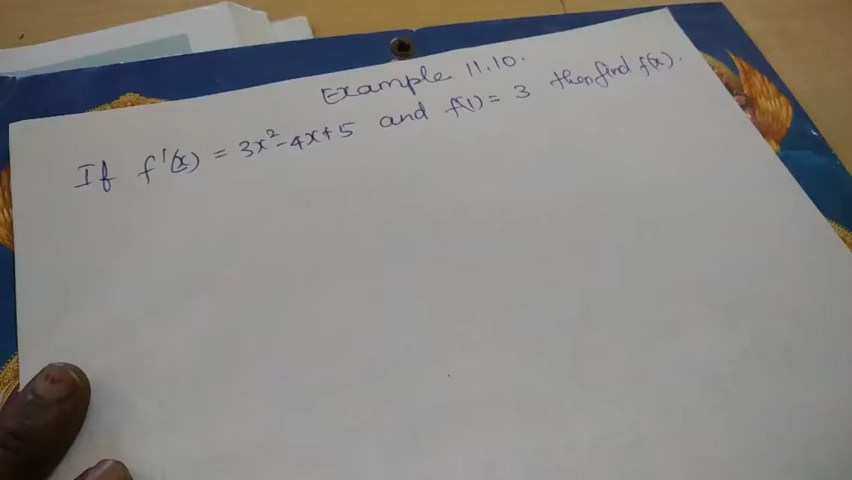 Example 11.10.
If f'(x) = 3x²-4x+5 and f(1) = 3 then find f(x).